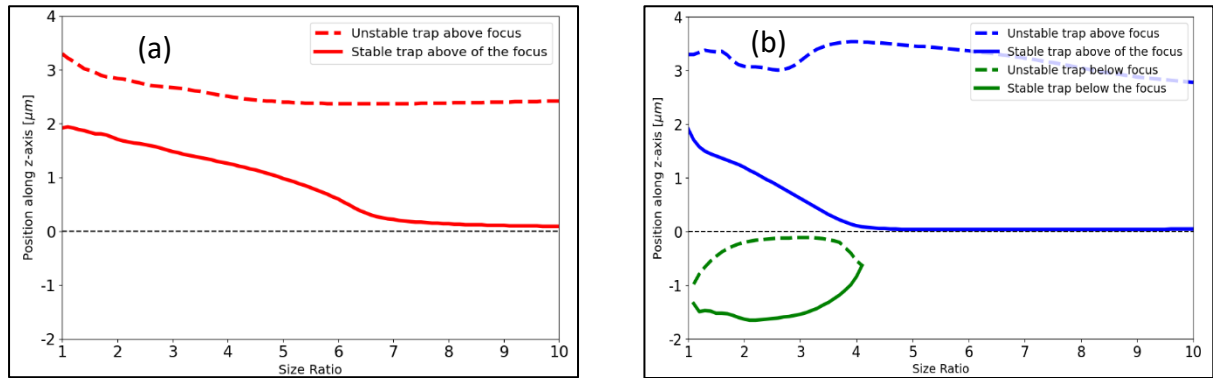 (a)
Unstable trap above focus
Stable trap above of the focus
Position along z-axis [μm]
4
3
2
1
0
-1
-2
1 2 3 4 5 6 7 8 9 10
Size Ratio
(b)
Unstable trap above focus
Stable trap above of the focus
Unstable trap below focus
Stable trap below the focus
Position along z-axis [μm]
4
3
2
1
0
-1
-2
1 2 3 4 5 6 7 8 9 10
Size Ratio